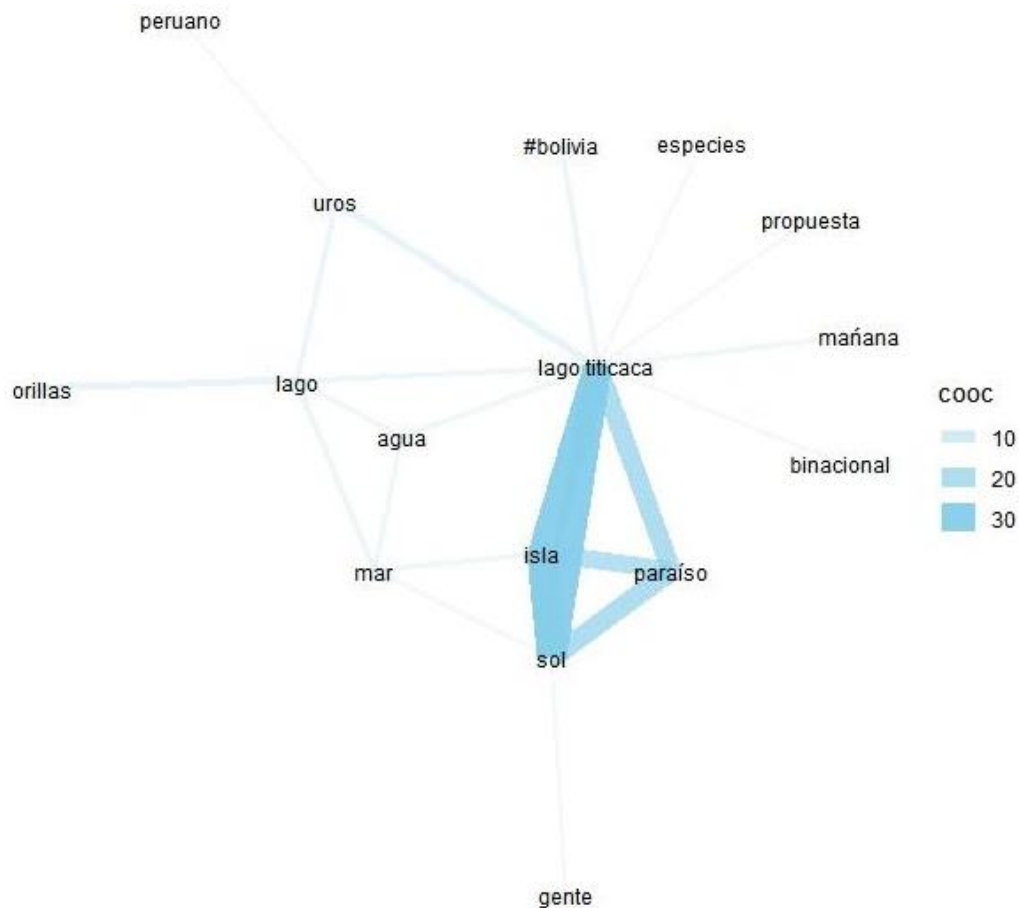 peruano
#bolivia
especies
uros
propuesta
mańana
lago titicaca
orillas
lago
agua
binacional
cooc
10
20
30
isla
mar
paraíso
sol
gente